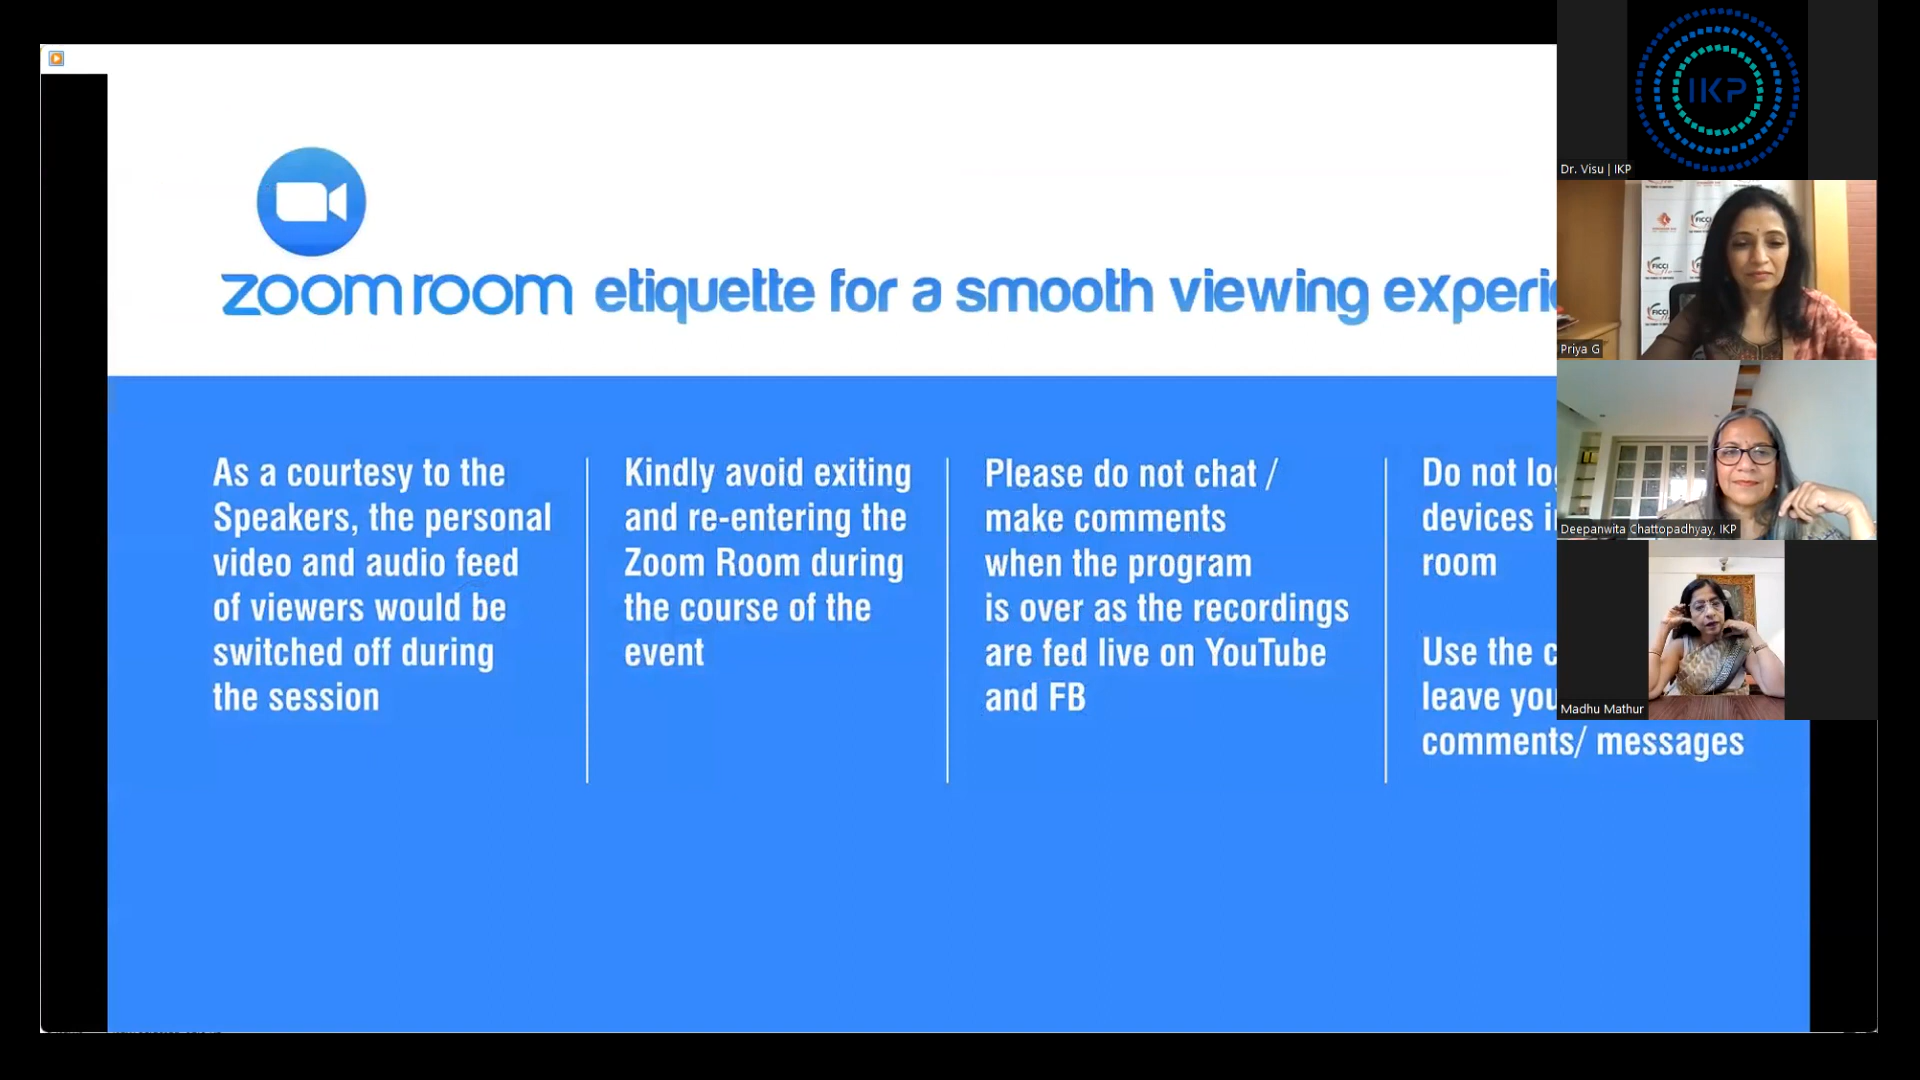 zoom room etiquette for a smooth viewing
As a courtesy to the
Speakers, the personal
video and audio feed
of viewers would be
switched off during
the session
Kindly avoid exiting
and re-entering the
Zoom Room during
the course of the
event
Please do not chat /
make comments
when the program
is over as the recordings
are fed live on YouTube
and FB
Do not
devices
room
Use the
leave
comments/ messages
IKP
Dr. Visu | IKP
FICCI
FICCI
FICCI
Priya G
Deepanwita Chattopadhyay, IKP
Madhu Mathur